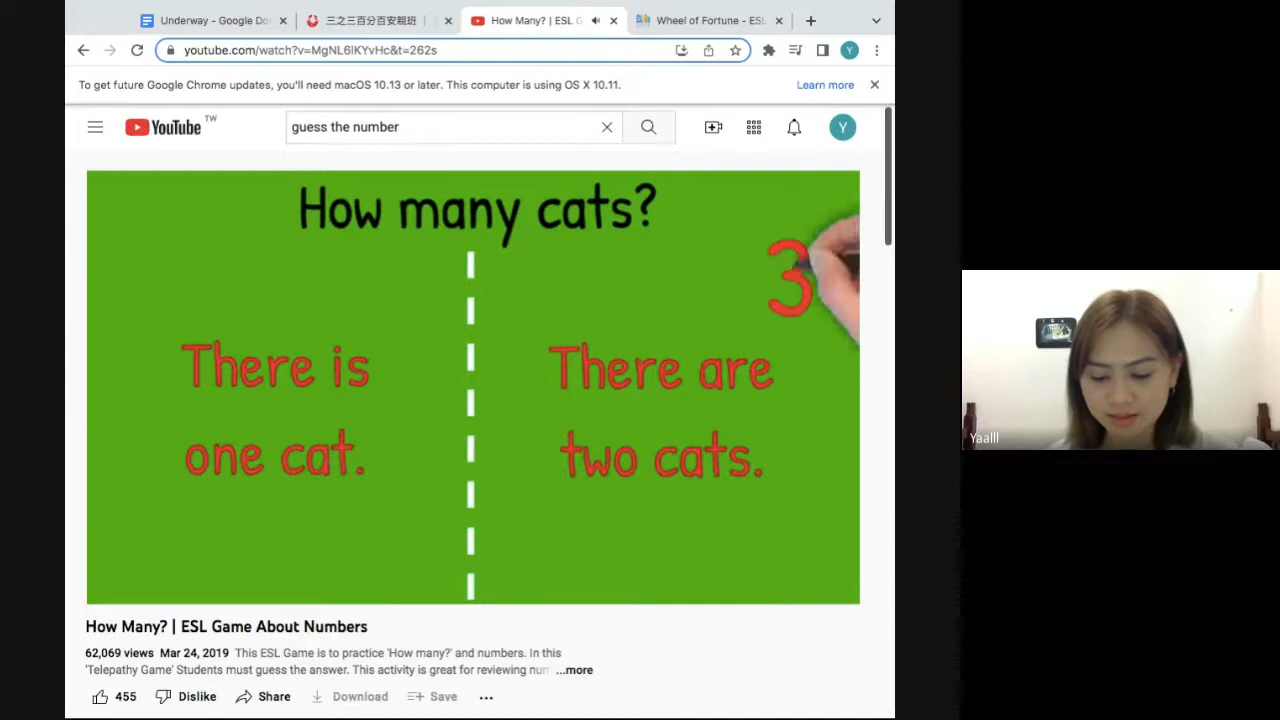 Underway - Google Do
三之三百分百安親班
How Many? | ESL G
Wheel of Fortune - ESL
youtube.com/watch?v=MgNL6lKYvHc&t=262s
Y
To get future Google Chrome updates, you'll need macOS 10.13 or later. This computer is using OS X 10.11.
Learn more
YouTube TW
guess the number
Y
How many cats?
3
There is
one cat.
There are
two cats.
Yaalll
How Many? | ESL Game About Numbers
62,069 views Mar 24, 2019 This ESL Game is to practice 'How many?' and numbers. In this
'Telepathy Game' Students must guess the answer. This activity is great for reviewing num ...more
455 Dislike Share Download Save